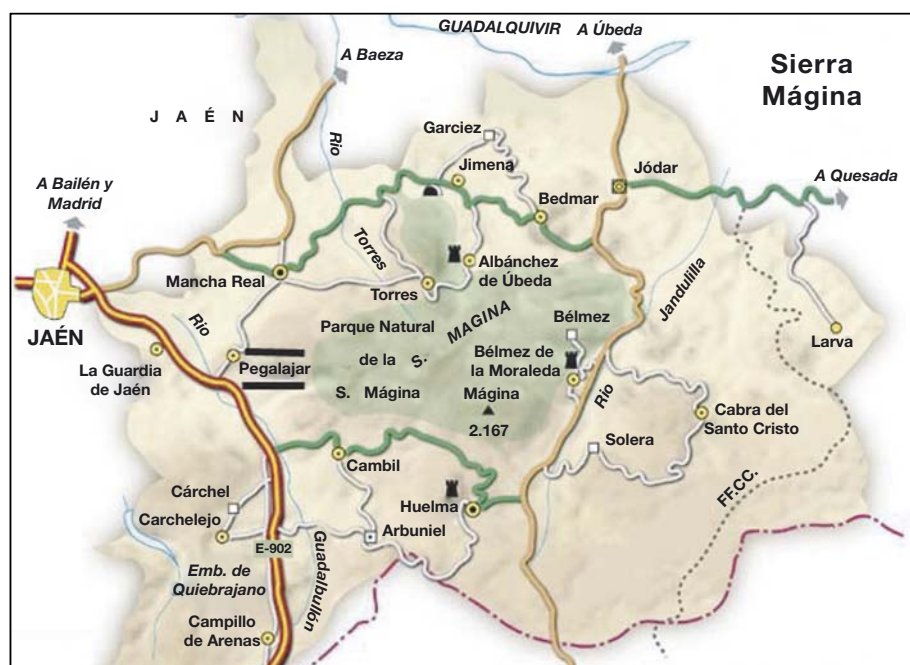 GUADALQUIVIR
A Úbeda
A Baeza
Sierra
Mágina
J A É N
Rio
Garciez
Jimena
Jódar
A Quesada
A Bailén y
Madrid
Bedmar
Torres
Albánchez
de Úbeda
Mancha Real
Torres
Jandulilla
JAÉN
Rio
Parque Natural
de la
S. Mágina
S. MAGINA
Bélmez
Larva
La Guardia
de Jaén
Pegalajar
Bélmez de
la Moraleda
Rio
Mágina
2.167
Cabra del
Santo Cristo
Solera
Cambil
FF.CC.
Cárchel
Huelma
Carchelejo
Arbuniel
E-902
Guadalbullón
Emb. de
Quiebrajano
Campillo
de Arenas